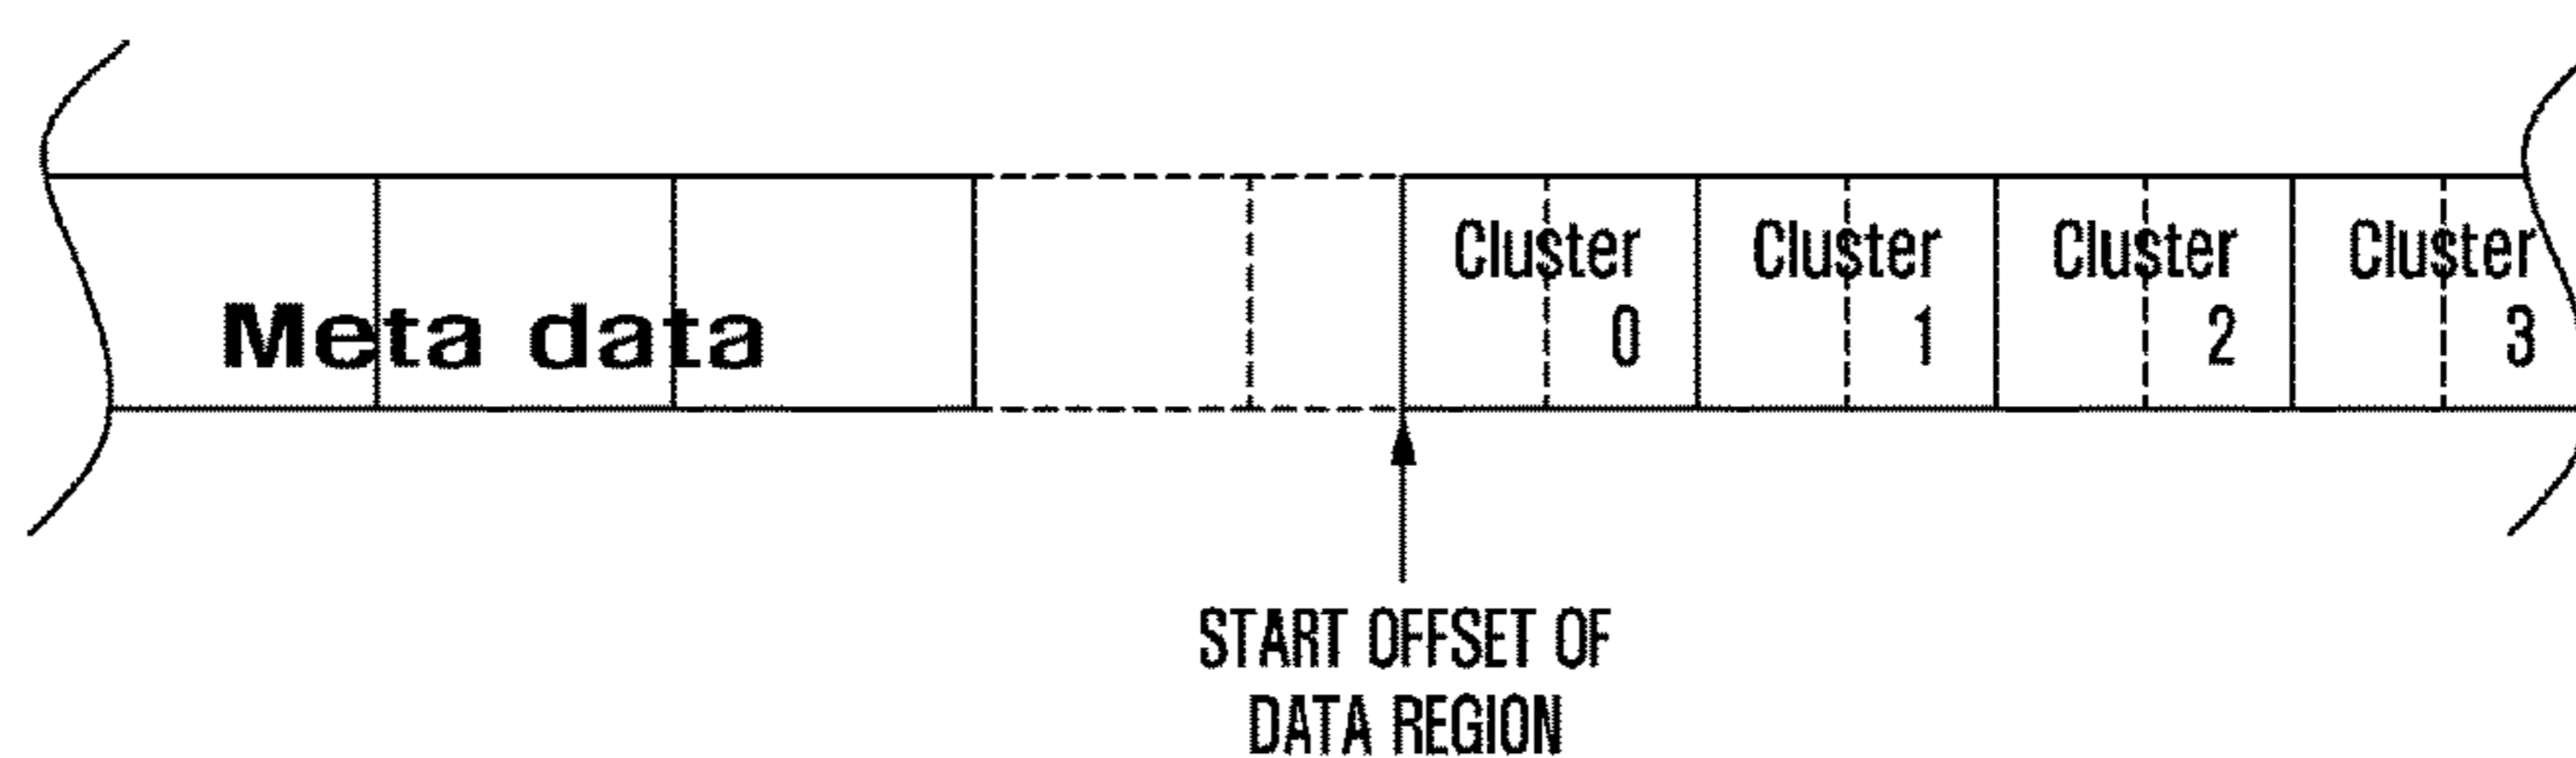 Meta data
Cluster 0
Cluster 1
Cluster 2
Cluster 3
START OFFSET OF
DATA REGION